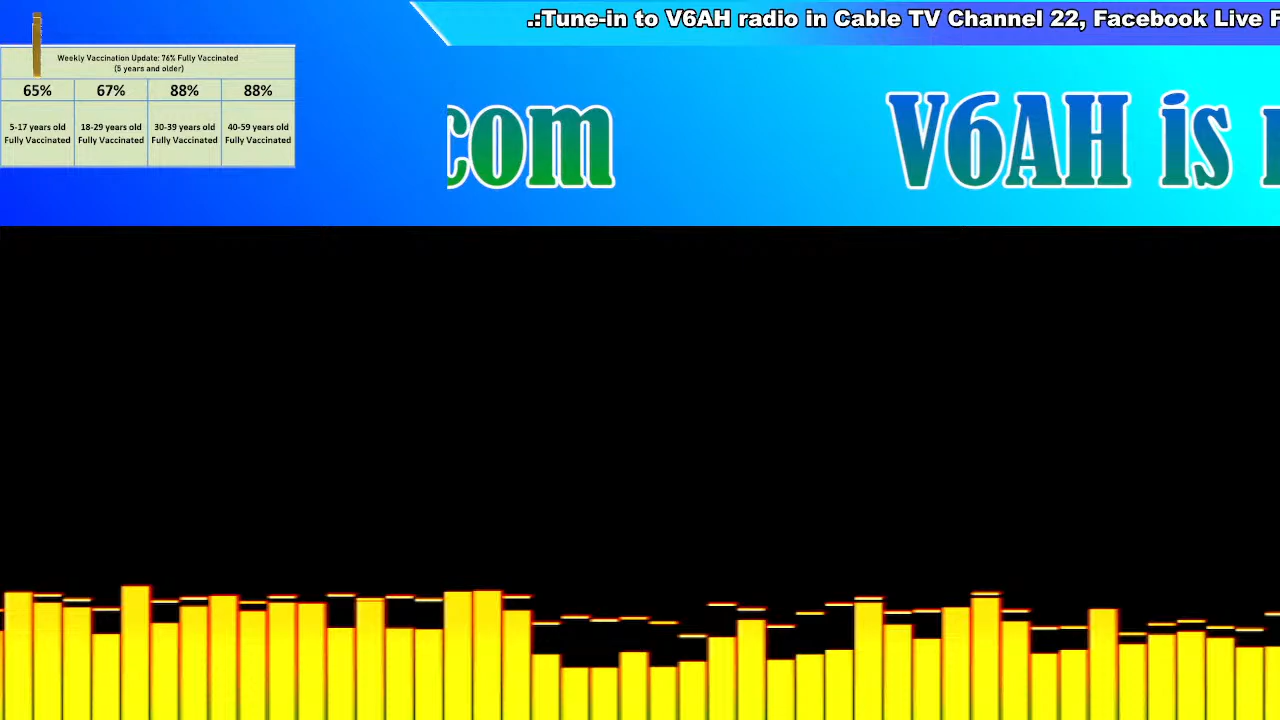 .:Tune-in to V6AH radio in Cable TV Channel 22, Facebook Live
Weekly Vaccination Update: 76% Fully Vaccinated
(5 years and older)
65% 67% 88% 88%
5-17 years old 18-29 years old 30-39 years old 40-59 years old
Fully Vaccinated Fully Vaccinated Fully Vaccinated Fully Vaccinated
com V6AH is